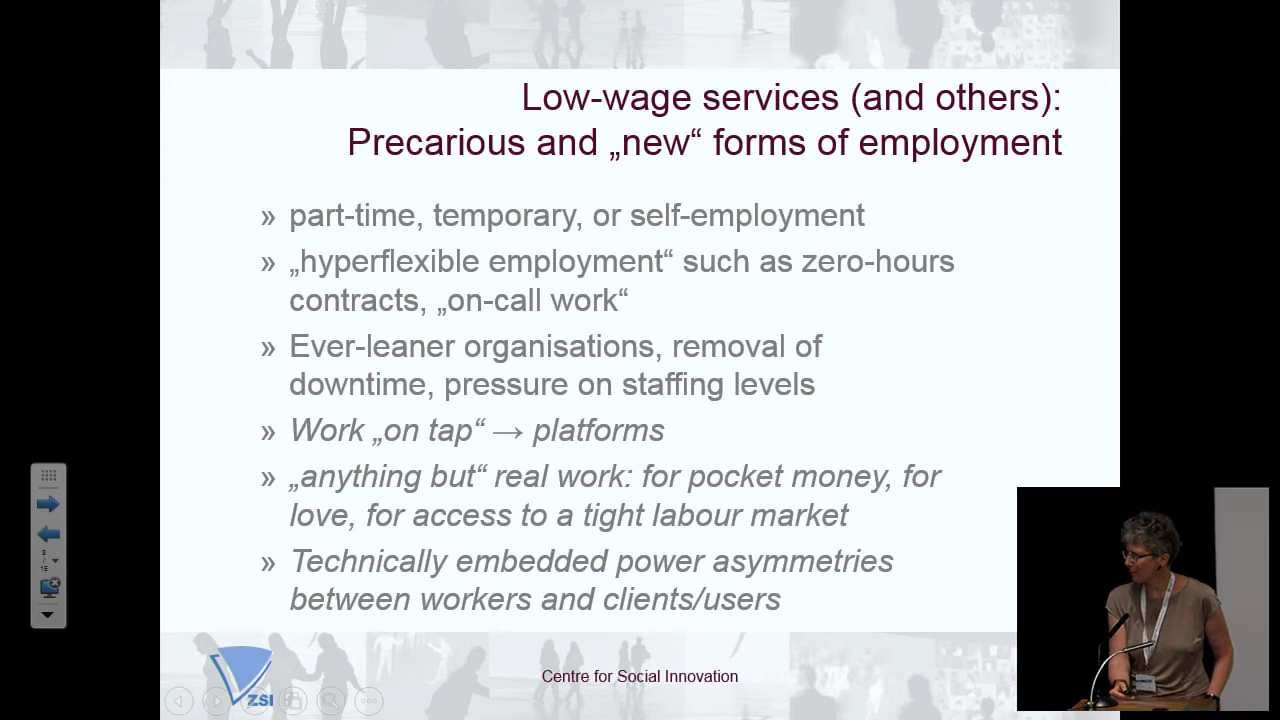 Low-wage services (and others):
Precarious and „new“ forms of employment
» part-time, temporary, or self-employment
» „hyperflexible employment“ such as zero-hours
contracts, „on-call work“
» Ever-leaner organisations, removal of
downtime, pressure on staffing levels
» Work „on tap“ → platforms
» „anything but“ real work: for pocket money, for
love, for access to a tight labour market
» Technically embedded power asymmetries
between workers and clients/users
8
/
15
ZSI
Centre for Social Innovation